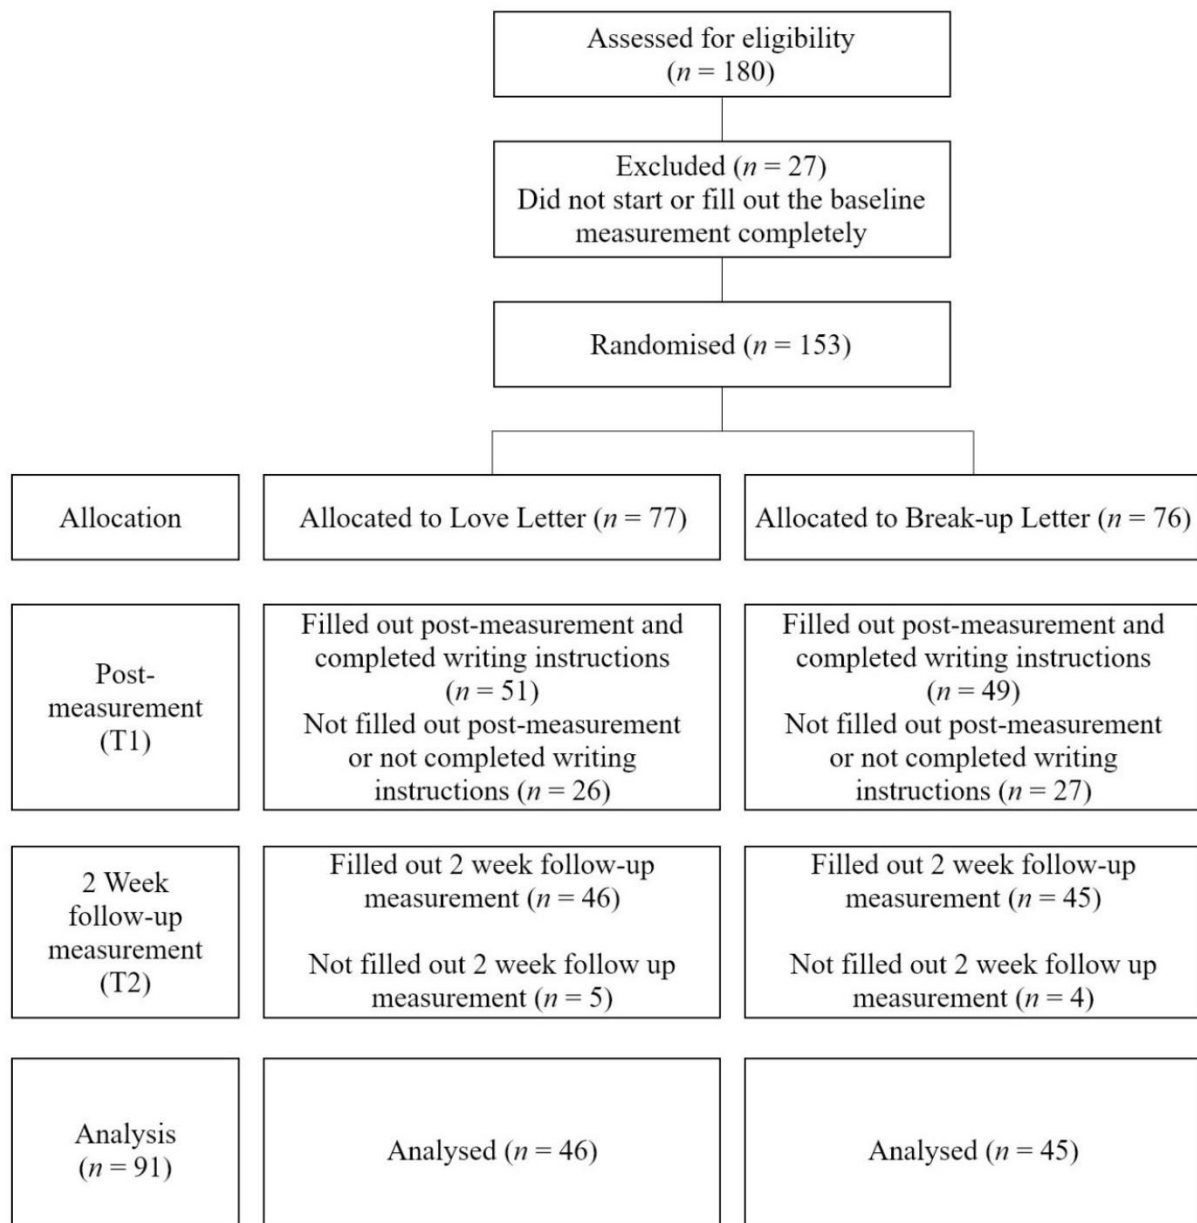 Assessed for eligibility
(n = 180)
Excluded (n = 27)
Did not start or fill out the baseline
measurement completely
Randomised (n = 153)
Allocation
Allocated to Love Letter (n = 77)
Allocated to Break-up Letter (n = 76)
Post-
measurement
(T1)
Filled out post-measurement and
completed writing instructions
(n = 51)
Not filled out post-measurement
or not completed writing
instructions (n = 26)
Filled out post-measurement and
completed writing instructions
(n = 49)
Not filled out post-measurement
or not completed writing
instructions (n = 27)
2 Week
follow-up
measurement
(T2)
Filled out 2 week follow-up
measurement (n = 46)
Not filled out 2 week follow up
measurement (n = 5)
Filled out 2 week follow-up
measurement (n = 45)
Not filled out 2 week follow up
measurement (n = 4)
Analysis
(n = 91)
Analysed (n = 46)
Analysed (n = 45)